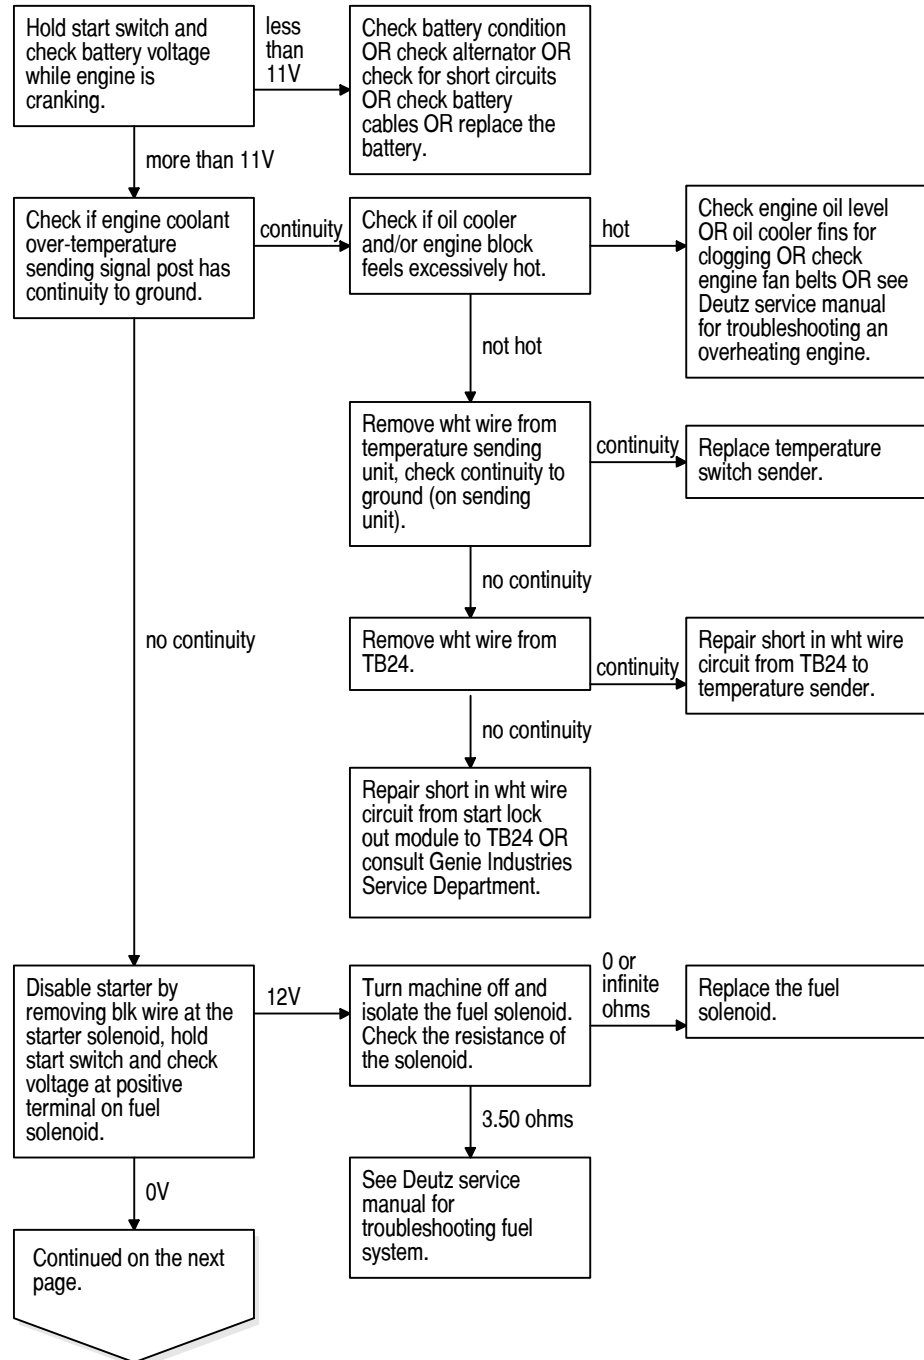 Hold start switch and
check battery voltage
while engine is
cranking.
less
than
11V
Check battery condition
OR check alternator OR
check for short circuits
OR check battery
cables OR replace the
battery.
more than 11V
Check if engine coolant
over-temperature
sending signal post has
continuity to ground.
continuity
Check if oil cooler
and/or engine block
feels excessively hot.
hot
Check engine oil level
OR oil cooler fins for
clogging OR check
engine fan belts OR see
Deutz service manual
for troubleshooting an
overheating engine.
not hot
Remove wht wire from
temperature sending
unit, check continuity to
ground (on sending
unit).
continuity
Replace temperature
switch sender.
no continuity
no continuity
Remove wht wire from
TB24.
continuity
Repair short in wht wire
circuit from TB24 to
temperature sender.
no continuity
Repair short in wht wire
circuit from start lock
out module to TB24 OR
consult Genie Industries
Service Department.
Disable starter by
removing blk wire at the
starter solenoid, hold
start switch and check
voltage at positive
terminal on fuel
solenoid.
12V
Turn machine off and
isolate the fuel solenoid.
Check the resistance of
the solenoid.
0 or
infinite
ohms
Replace the fuel
solenoid.
3.50 ohms
See Deutz service
manual for
troubleshooting fuel
system.
0V
Continued on the next
page.